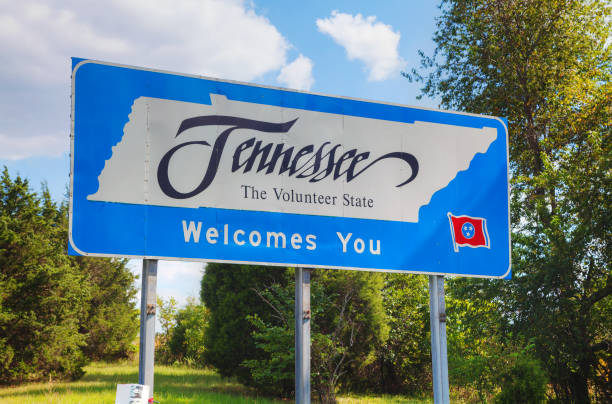 Tennessee
The Volunteer State
Welcomes You